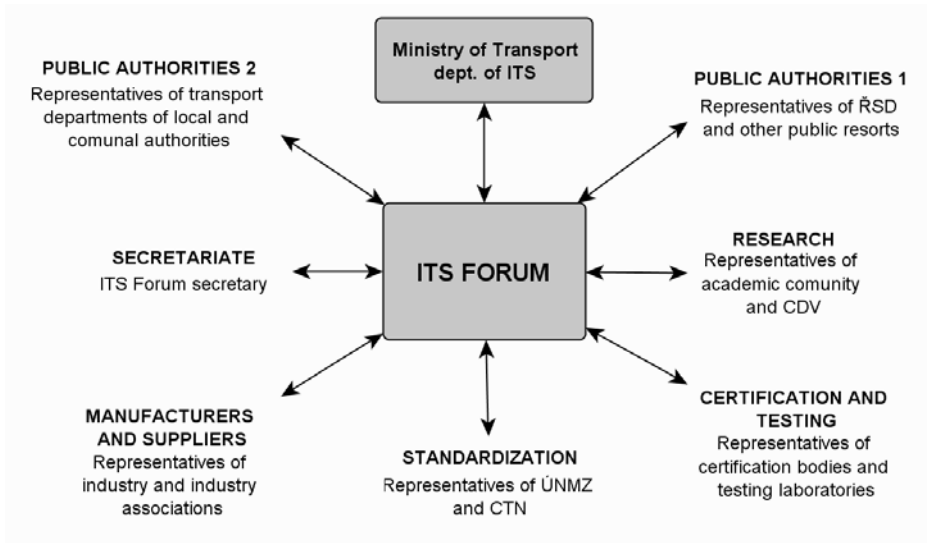 Ministry of Transport
dept. of ITS
PUBLIC AUTHORITIES 2
Representatives of transport
departments of local and
comunal authorities
PUBLIC AUTHORITIES 1
Representatives of ŘSD
and other public resorts
SECRETARIATE
ITS Forum secretary
ITS FORUM
RESEARCH
Representatives of
academic comunity
and CDV
MANUFACTURERS
AND SUPPLIERS
Representatives of
industry and industry
associations
STANDARDIZATION
Representatives of ÚNMZ
and CTN
CERTIFICATION AND
TESTING
Representatives of
certification bodies and
testing laboratories